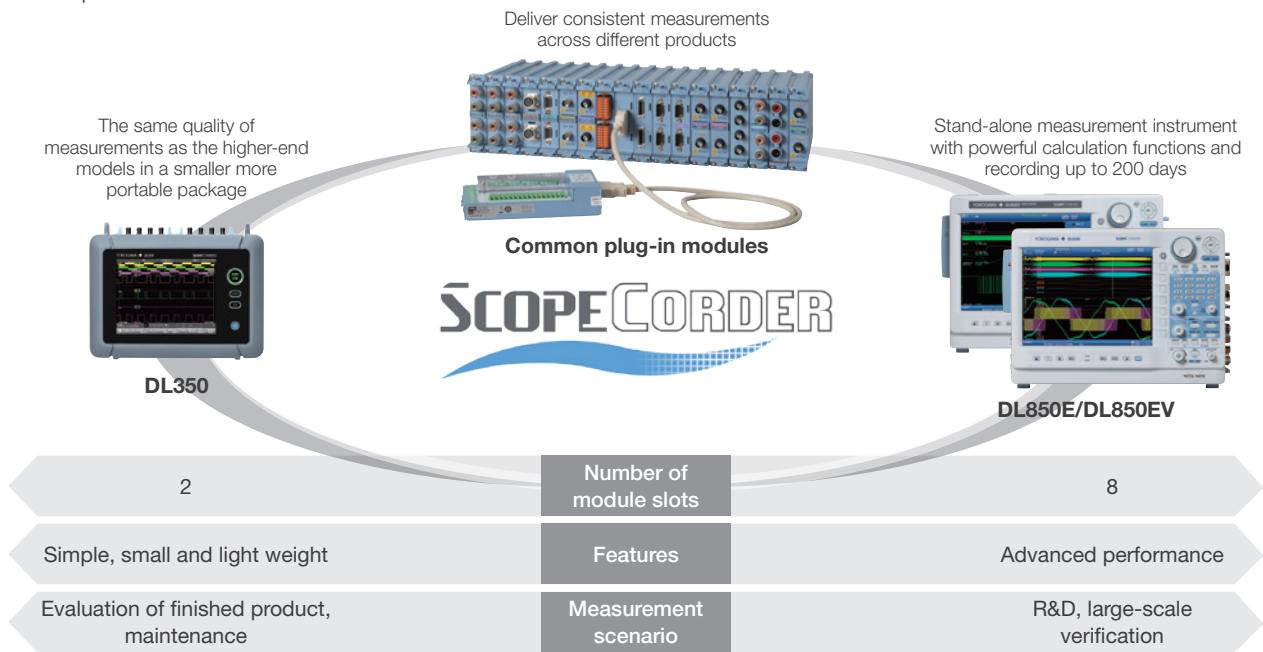 Deliver consistent measurements
across different products
The same quality of
measurements as the higher-end
models in a smaller more
portable package
Stand-alone measurement instrument
with powerful calculation functions and
recording up to 200 days
Common plug-in modules
SCOPECORDER
DL350
DL850E/DL850EV
Number of
module slots
2
8
Simple, small and light weight
Features
Advanced performance
Evaluation of finished product,
maintenance
Measurement
scenario
R&D, large-scale
verification